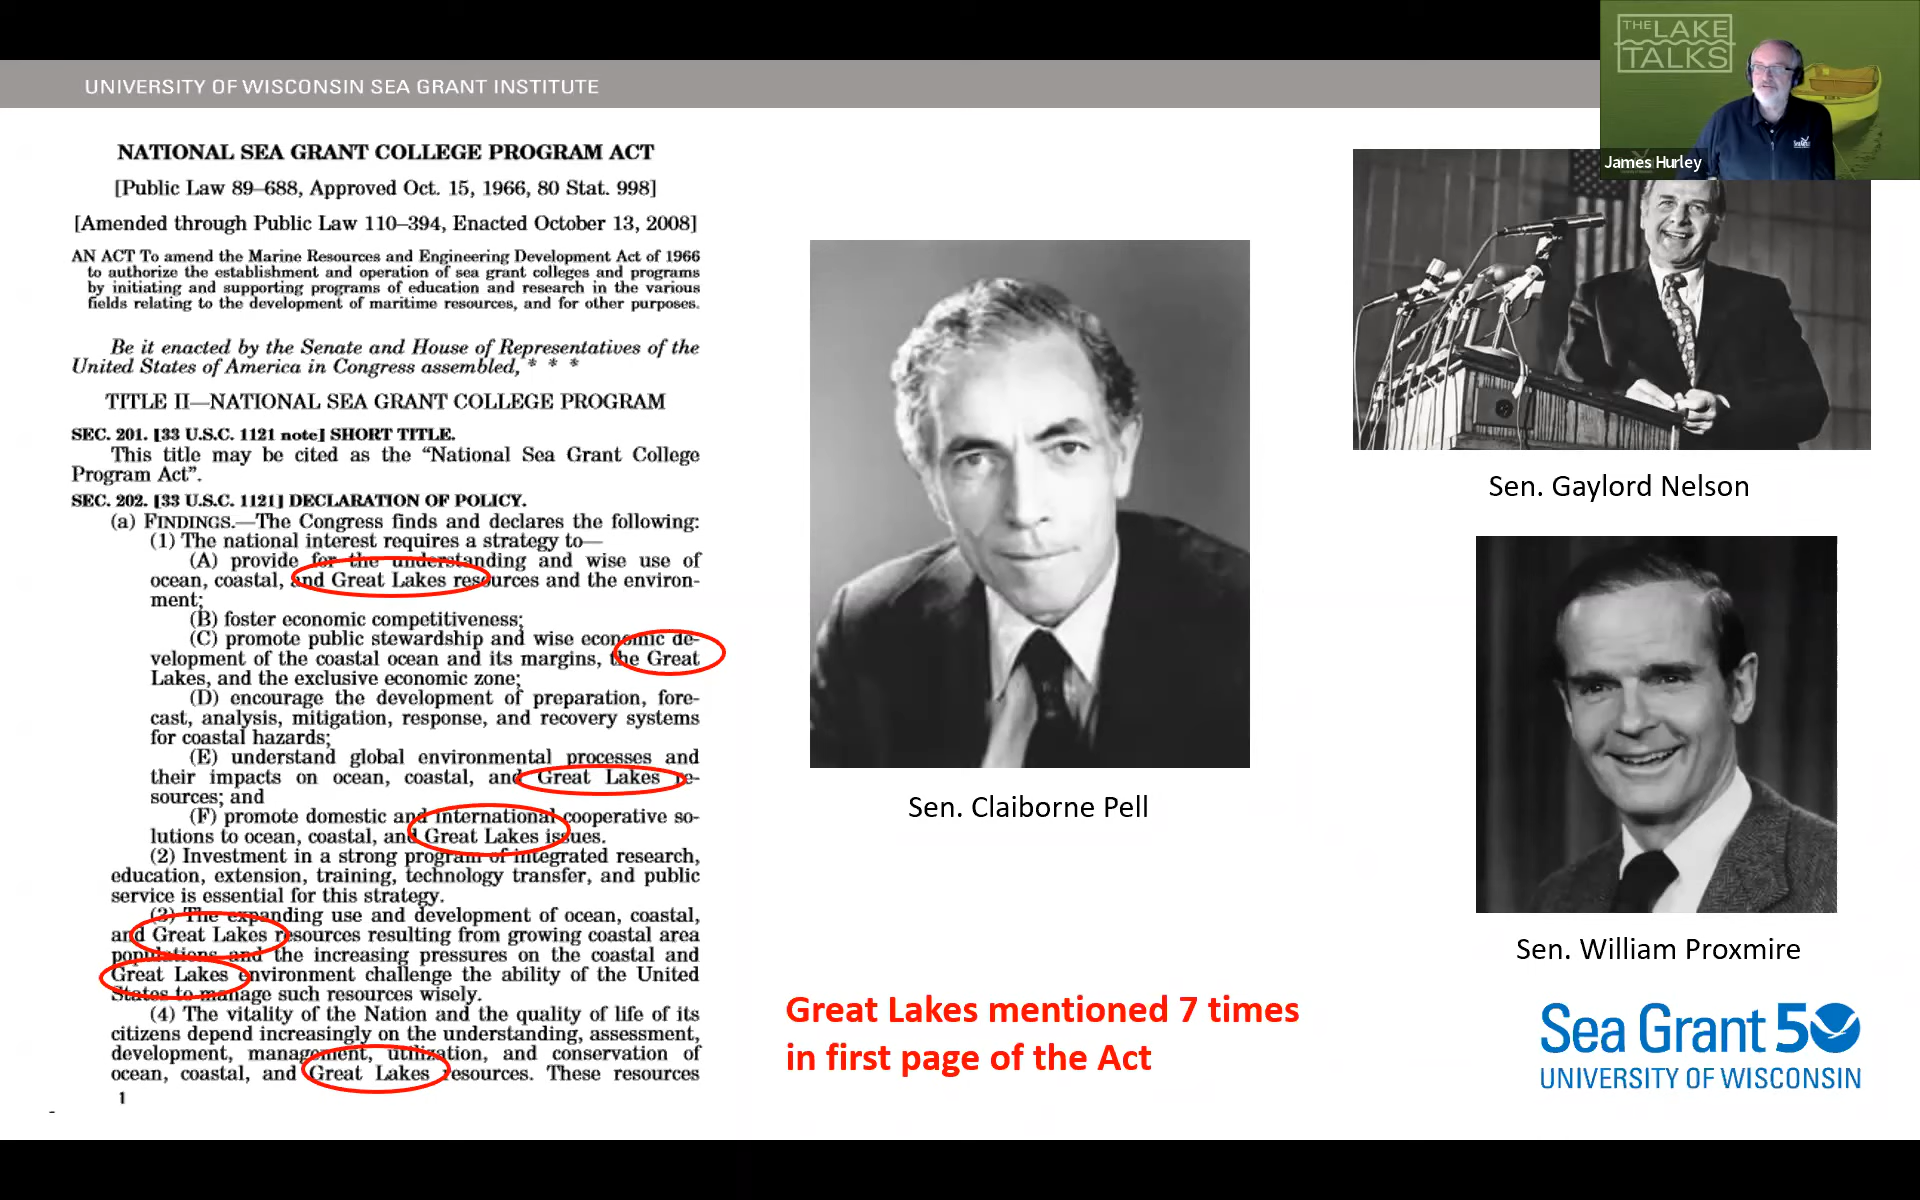 UNIVERSITY OF WISCONSIN SEA GRANT INSTITUTE
THE LAKE
TALKS
James Hurley
Sea Grant
NATIONAL SEA GRANT COLLEGE PROGRAM ACT
[Public Law 89–688, Approved Oct. 15, 1966, 80 Stat. 998]
[Amended through Public Law 110–394, Enacted October 13, 2008]
AN ACT To amend the Marine Resources and Engineering Development Act of 1966
to authorize the establishment and operation of sea grant colleges and programs
by initiating and supporting programs of education and research in the various
fields relating to the development of maritime resources, and for other purposes.
Be it enacted by the Senate and House of Representatives of the
United States of America in Congress assembled, * * *
TITLE II—NATIONAL SEA GRANT COLLEGE PROGRAM
SEC. 201. [33 U.S.C. 1121 note] SHORT TITLE.
This title may be cited as the “National Sea Grant College
Program Act”.
SEC. 202. [33 U.S.C. 1121] DECLARATION OF POLICY.
(a) FINDINGS.—The Congress finds and declares the following:
(1) The national interest requires a strategy to—
(A) provide for the understanding and wise use of
ocean, coastal, and Great Lakes resources and the environ-
ment;
(B) foster economic competitiveness;
(C) promote public stewardship and wise economic de-
velopment of the coastal ocean and its margins, the Great
Lakes, and the exclusive economic zone;
(D) encourage the development of preparation, fore-
cast, analysis, mitigation, response, and recovery systems
for coastal hazards;
(E) understand global environmental processes and
their impacts on ocean, coastal, and Great Lakes re-
sources; and
(F) promote domestic and international cooperative so-
lutions to ocean, coastal, and Great Lakes issues.
(2) Investment in a strong program of integrated research,
education, extension, training, technology transfer, and public
service is essential for this strategy.
(3) The expanding use and development of ocean, coastal,
and Great Lakes resources resulting from growing coastal area
populations and the increasing pressures on the coastal and
Great Lakes environment challenge the ability of the United
States to manage such resources wisely.
(4) The vitality of the Nation and the quality of life of its
citizens depend increasingly on the understanding, assessment,
development, management, utilization, and conservation of
ocean, coastal, and Great Lakes resources. These resources
1
Sen. Claiborne Pell
Sen. Gaylord Nelson
Sen. William Proxmire
Great Lakes mentioned 7 times
in first page of the Act
Sea Grant 50
UNIVERSITY OF WISCONSIN